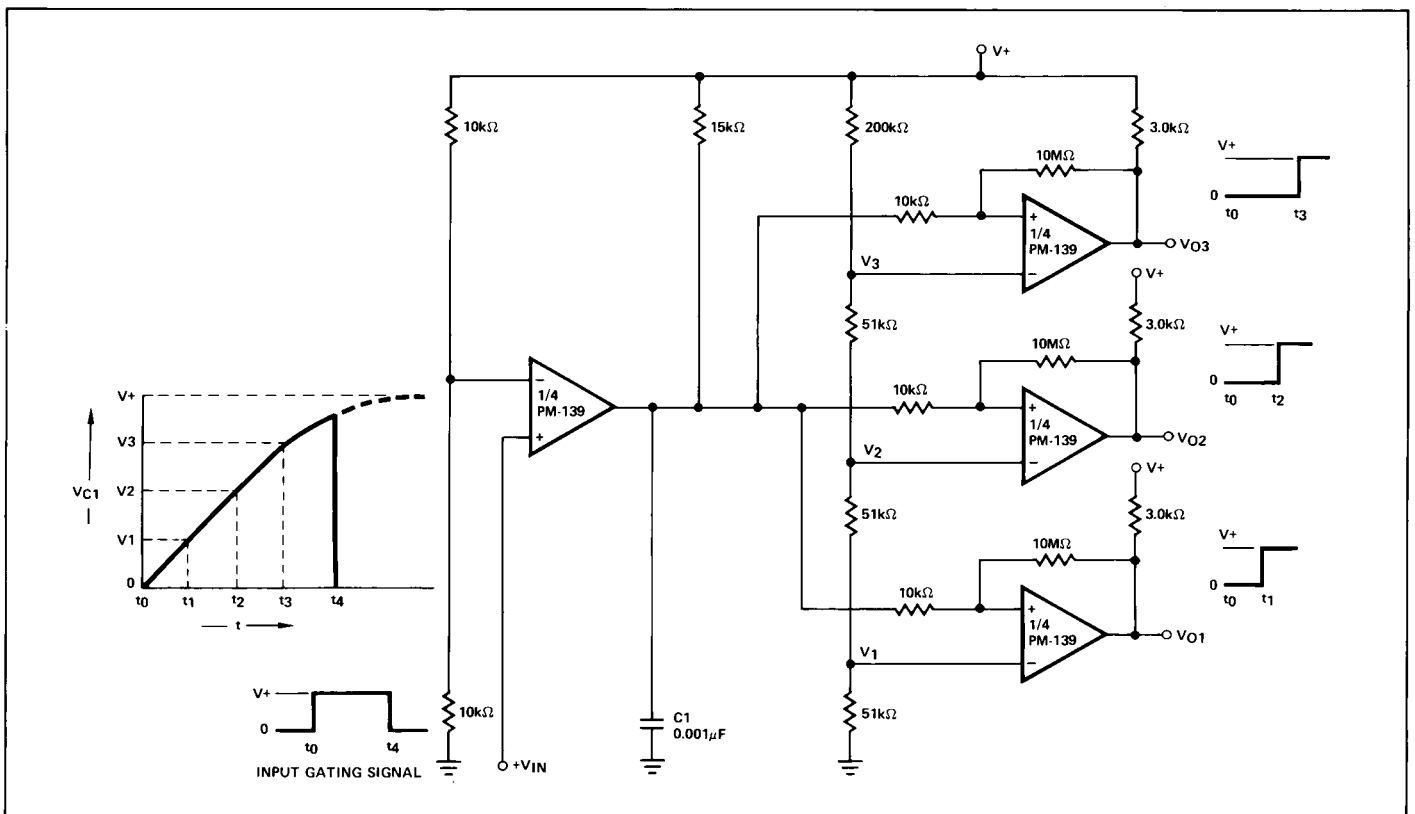 V+
10kΩ
15kΩ
200kΩ
3.0kΩ
10MΩ
10kΩ
+
1/4
PM-139
−
V3
VO3
V+
0
t0 t3
V+
51kΩ
3.0kΩ
10MΩ
10kΩ
+
1/4
PM-139
−
V2
VO2
V+
0
t0 t2
−
1/4
PM-139
+
V+
51kΩ
3.0kΩ
10MΩ
10kΩ
+
1/4
PM-139
−
V1
VO1
V+
0
t0 t1
51kΩ
V+
V3
V2
V1
0
VC1
t0 t1 t2 t3 t4
t
V+
0
t0 t4
INPUT GATING SIGNAL
10kΩ
+VIN
C1
0.001μF